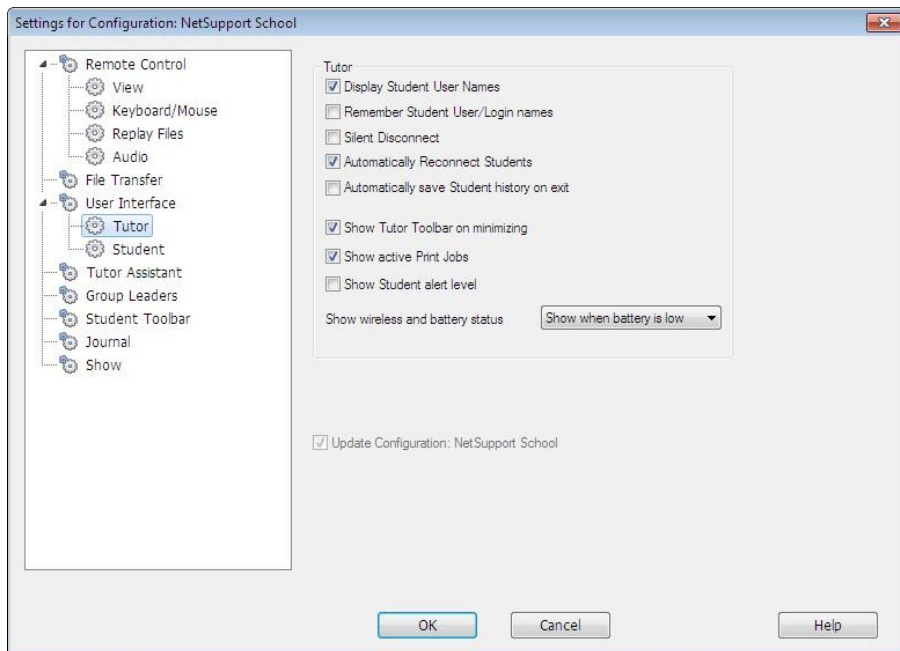 Settings for Configuration: NetSupport School
Remote Control
View
Keyboard/Mouse
Replay Files
Audio
File Transfer
User Interface
Tutor
Student
Tutor Assistant
Group Leaders
Student Toolbar
Journal
Show
Tutor
Display Student User Names
Remember Student User/Login names
Silent Disconnect
Automatically Reconnect Students
Automatically save Student history on exit
Show Tutor Toolbar on minimizing
Show active Print Jobs
Show Student alert level
Show wireless and battery status Show when battery is low
Update Configuration: NetSupport School
OK Cancel Help